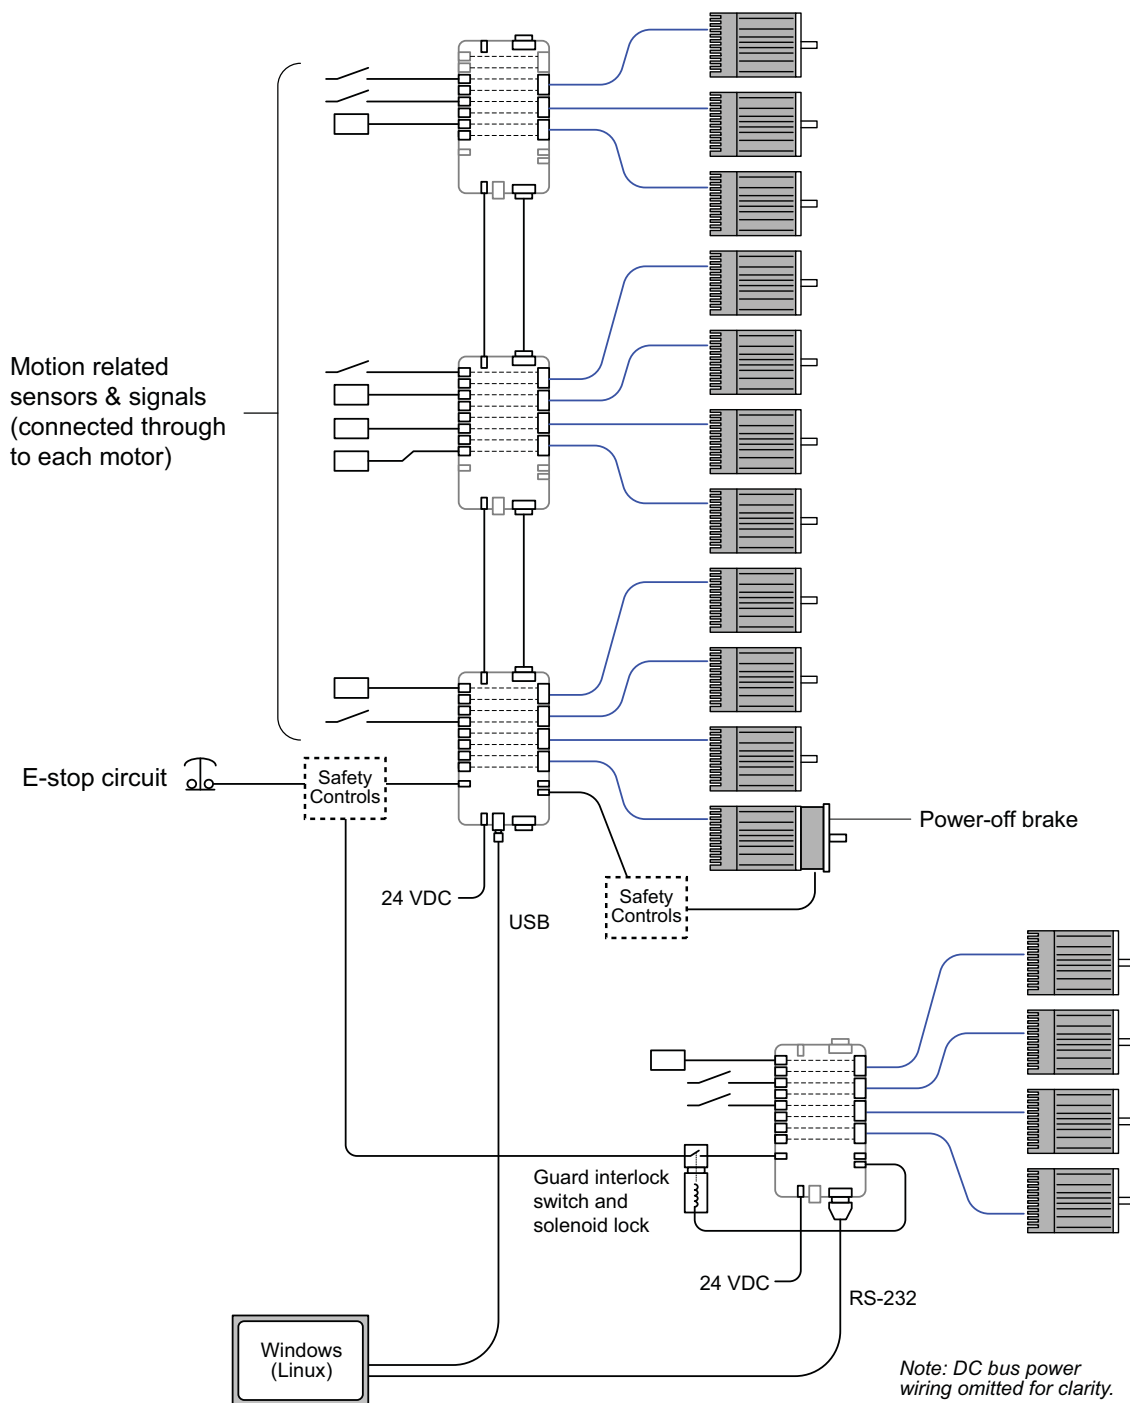 Motion related
sensors & signals
(connected through
to each motor)
E-stop circuit
Safety
Controls
Power-off brake
24 VDC
USB
Safety
Controls
Guard interlock
switch and
solenoid lock
24 VDC
RS-232
Windows
(Linux)
Note: DC bus power
wiring omitted for clarity.